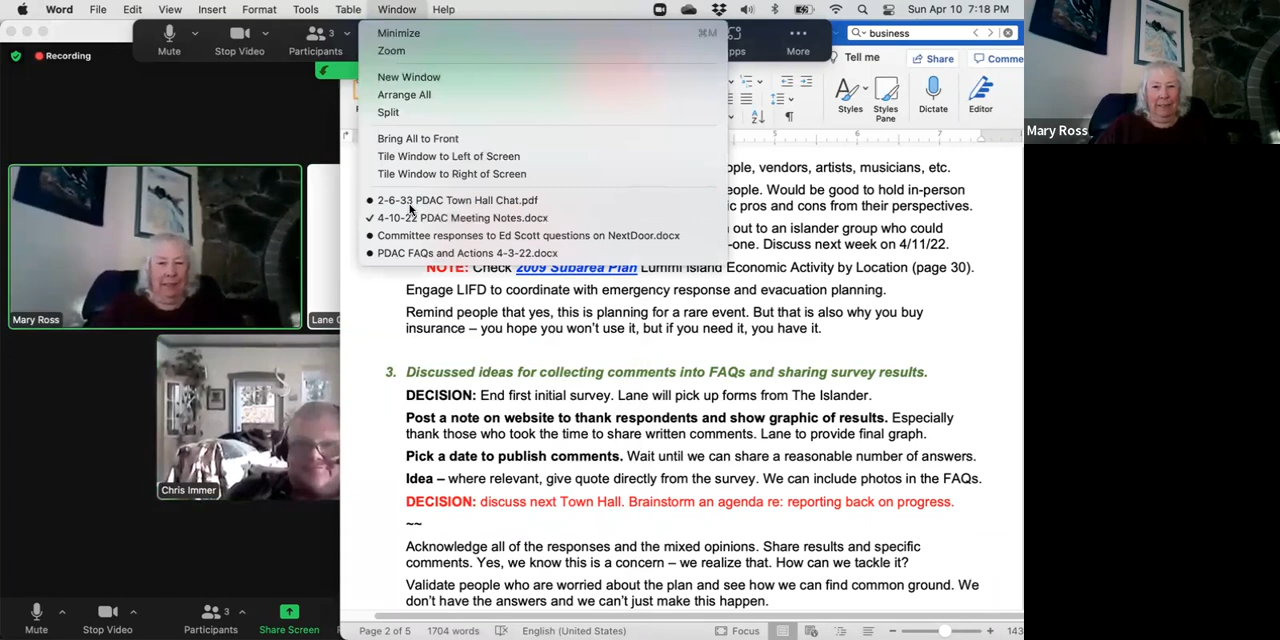 Word File Edit View Insert Format Tools Table Window Help
Sun Apr 10 7:18 PM
Recording
Mute
Stop Video
Participants
3
More
Minimize
⌘M
Zoom
New Window
Arrange All
Split
Bring All to Front
Tile Window to Left of Screen
Tile Window to Right of Screen
2-6-33 PDAC Town Hall Chat.pdf
✓ 4-10-22 PDAC Meeting Notes.docx
Committee responses to Ed Scott questions on NextDoor.docx
PDAC FAQs and Actions 4-3-22.docx
business
Tell me
Share
Comme
Styles
Styles Pane
Dictate
Editor
5 6 7
ople, vendors, artists, musicians, etc.
eople. Would be good to hold in-person
ic pros and cons from their perspectives.
out to an islander group who could
-one. Discuss next week on 4/11/22.
NOTE: Check 2009 Subarea Plan Lummi Island Economic Activity by Location (page 30).
Engage LIFD to coordinate with emergency response and evacuation planning.
Remind people that yes, this is planning for a rare event. But that is also why you buy
insurance – you hope you won't use it, but if you need it, you have it.
3. Discussed ideas for collecting comments into FAQs and sharing survey results.
DECISION: End first initial survey. Lane will pick up forms from The Islander.
Post a note on website to thank respondents and show graphic of results. Especially
thank those who took the time to share written comments. Lane to provide final graph.
Pick a date to publish comments. Wait until we can share a reasonable number of answers.
Idea – where relevant, give quote directly from the survey. We can include photos in the FAQs.
DECISION: discuss next Town Hall. Brainstorm an agenda re: reporting back on progress.
~~
Acknowledge all of the responses and the mixed opinions. Share results and specific
comments. Yes, we know this is a concern – we realize that. How can we tackle it?
Validate people who are worried about the plan and see how we can find common ground. We
don't have the answers and we can't just make this happen.
Page 2 of 5 1704 words English (United States) Focus 143
Mary Ross
Lane
Chris Immer
Mute
Stop Video
3
Participants
Share Screen
Mary Ross